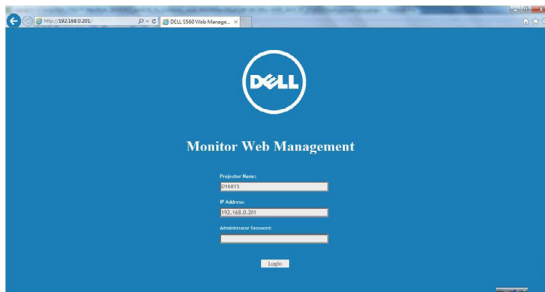 http://192.168.0.201/
DELL S560 Web Manage...
DELL
Monitor Web Management
Projector Name:
IP Address:
192.168.0.201
Administrator Password:
Login